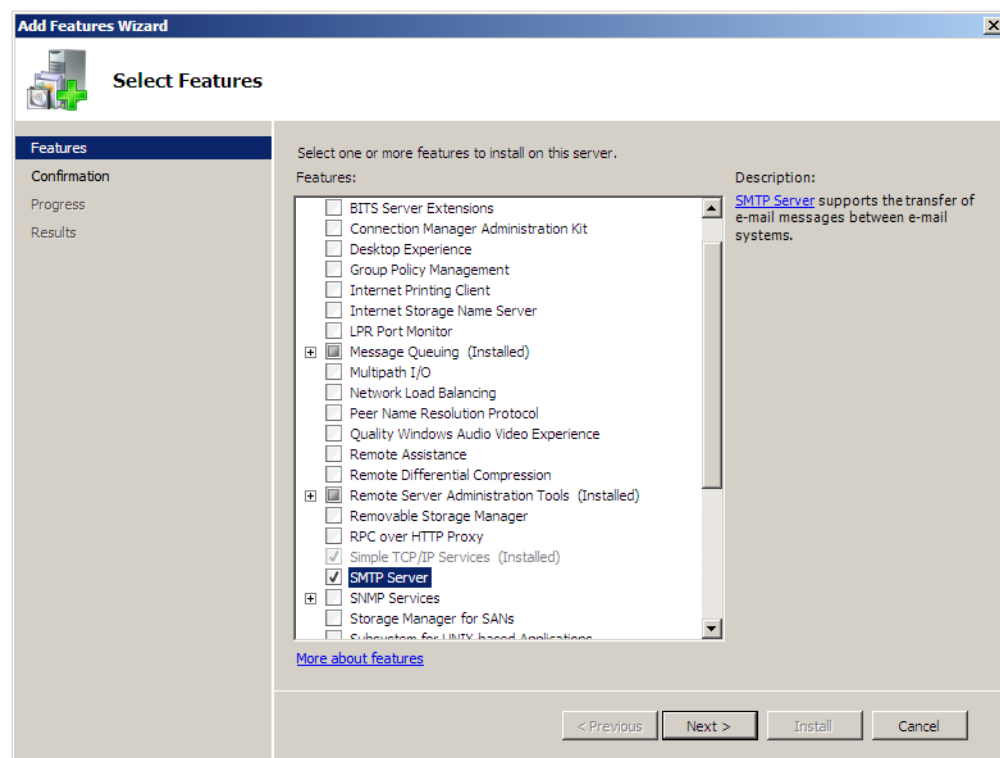 Add Features Wizard
Select Features
Features
Confirmation
Progress
Results
Select one or more features to install on this server.
Features:
BITS Server Extensions
Connection Manager Administration Kit
Desktop Experience
Group Policy Management
Internet Printing Client
Internet Storage Name Server
LPR Port Monitor
Message Queuing (Installed)
Multipath I/O
Network Load Balancing
Peer Name Resolution Protocol
Quality Windows Audio Video Experience
Remote Assistance
Remote Differential Compression
Remote Server Administration Tools (Installed)
Removable Storage Manager
RPC over HTTP Proxy
Simple TCP/IP Services (Installed)
SMTP Server
SNMP Services
Storage Manager for SANs
Subsystem for UNIX-based Applications
More about features
Description:
SMTP Server supports the transfer of
e-mail messages between e-mail
systems.
< Previous
Next >
Install
Cancel